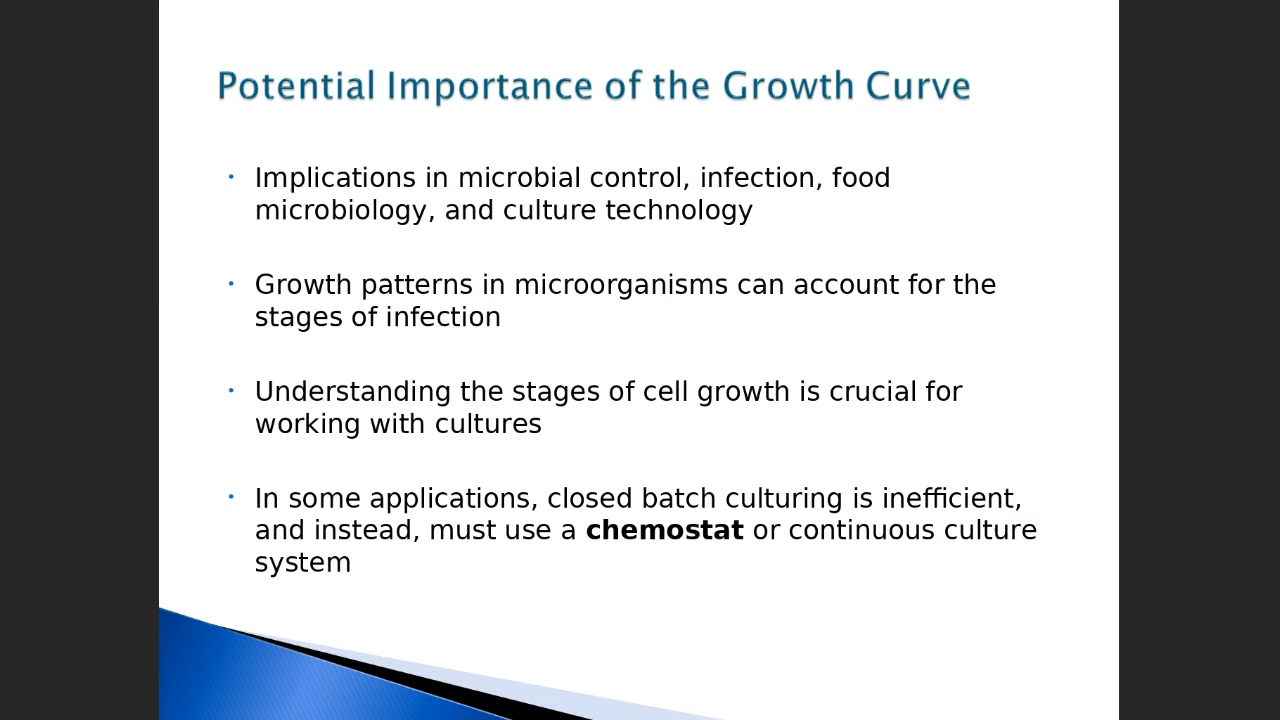 Potential Importance of the Growth Curve
• Implications in microbial control, infection, food
microbiology, and culture technology
• Growth patterns in microorganisms can account for the
stages of infection
• Understanding the stages of cell growth is crucial for
working with cultures
• In some applications, closed batch culturing is inefficient,
and instead, must use a chemostat or continuous culture
system